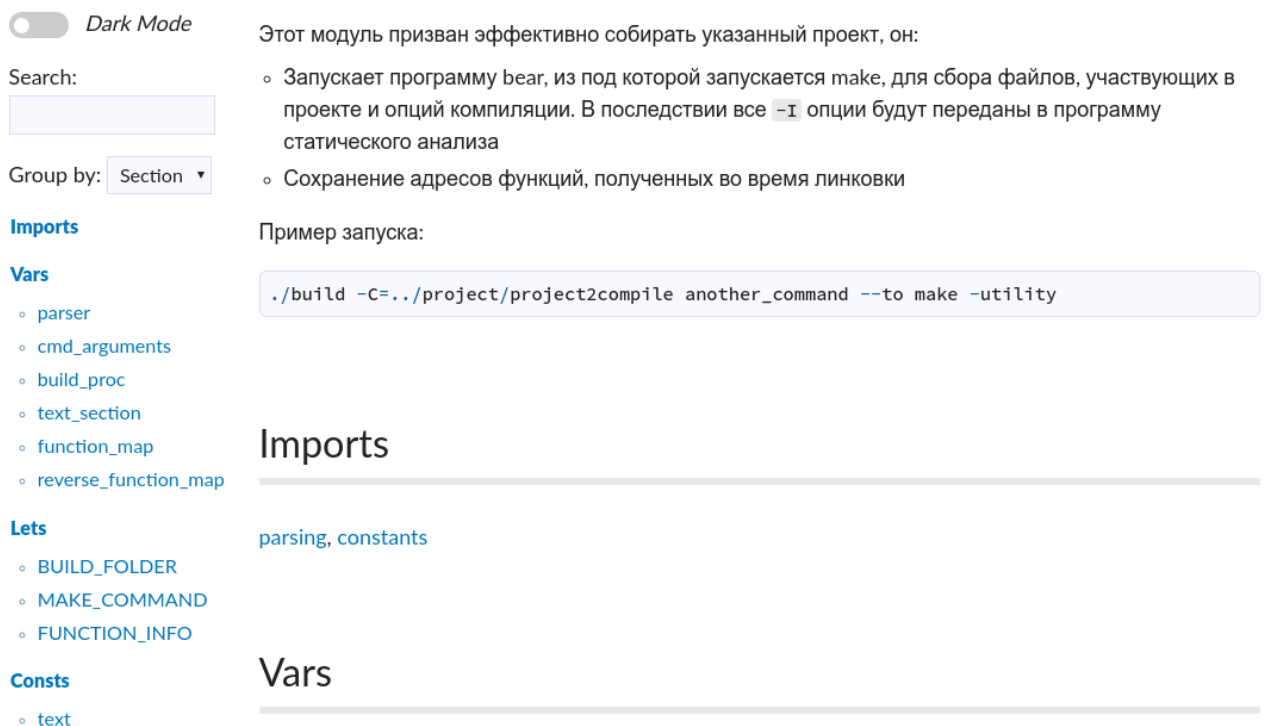 Dark Mode
Search:
Group by: Section
Imports
Vars
parser
cmd_arguments
build_proc
text_section
function_map
reverse_function_map
Lets
BUILD_FOLDER
MAKE_COMMAND
FUNCTION_INFO
Consts
text
Этот модуль призван эффективно собирать указанный проект, он:
Запускает программу bear, из под которой запускается make, для сбора файлов, участвующих в
проекте и опций компиляции. В последствии все -I опции будут переданы в программу
статического анализа
Сохранение адресов функций, полученных во время линковки
Пример запуска:
./build -C=../project/project2compile another_command --to make -utility
Imports
parsing, constants
Vars